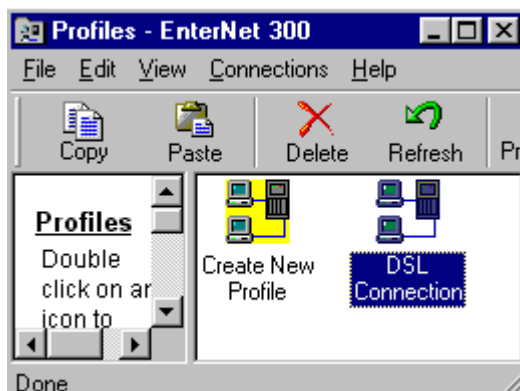 Profiles - EnterNet 300
File Edit View Connections Help
Copy Paste Delete Refresh Pr
Profiles
Double
click on an
icon to
Create New
Profile
DSL
Connection
Done